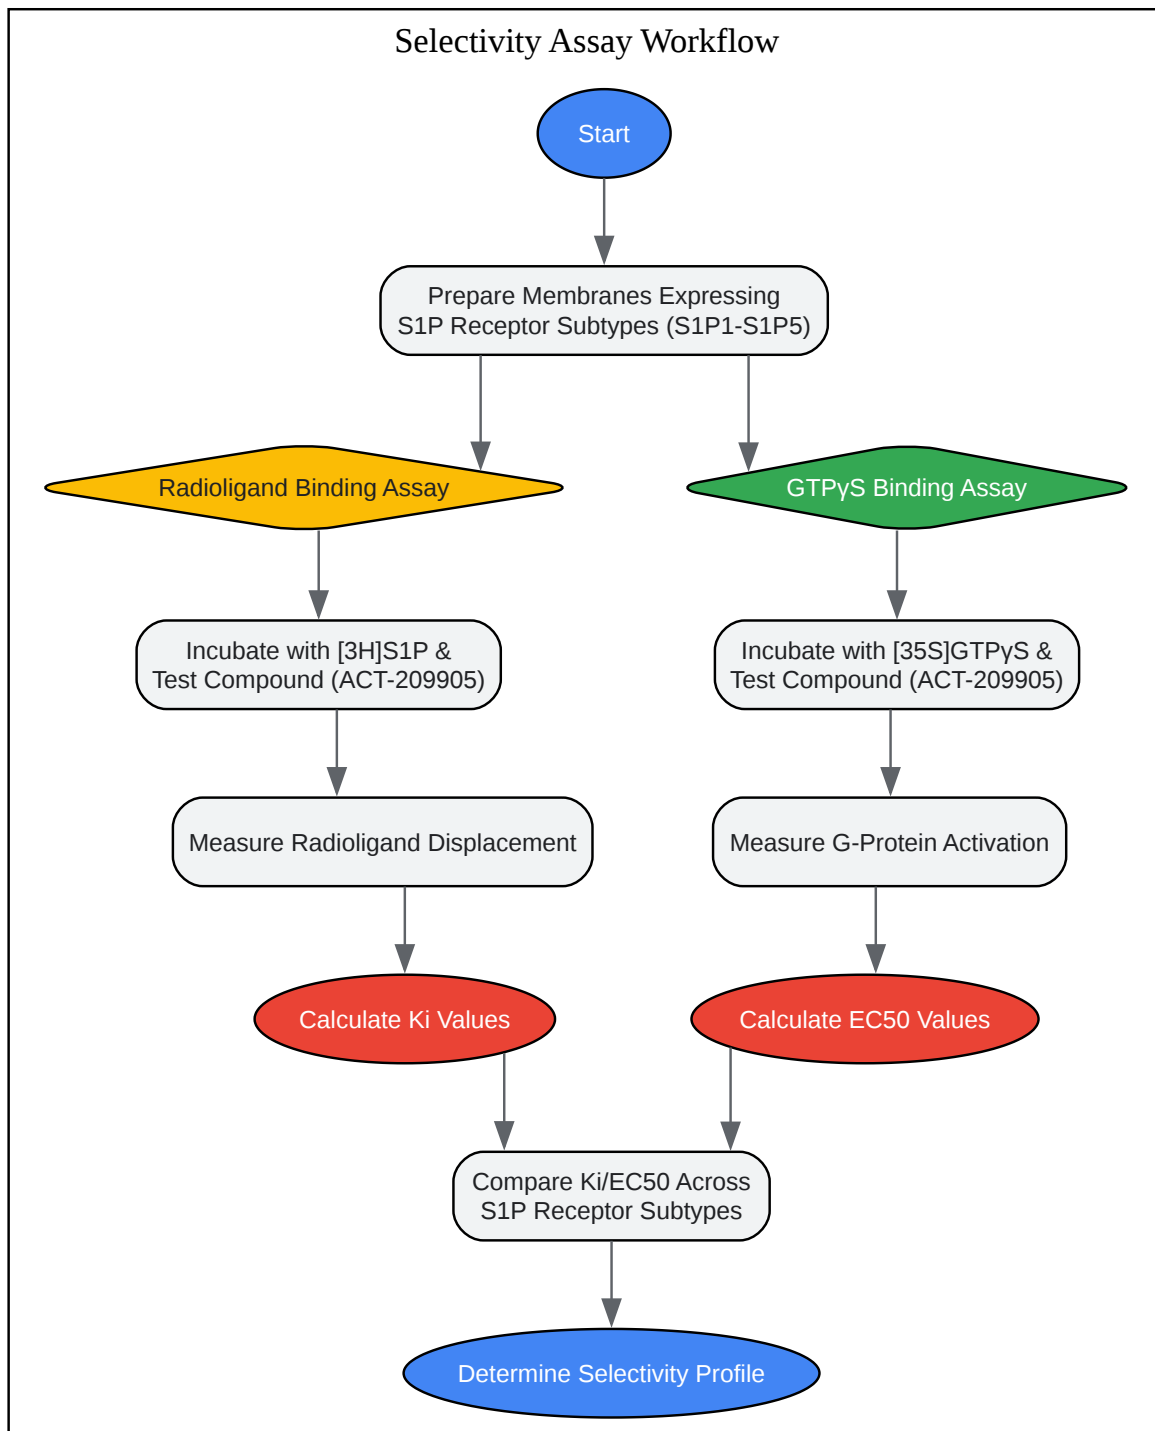 Selectivity Assay Workflow
Start
Prepare Membranes Expressing
S1P Receptor Subtypes (S1P1-S1P5)
Radioligand Binding Assay
GTPγS Binding Assay
Incubate with [3H]S1P &
Test Compound (ACT-209905)
Incubate with [35S]GTPγS &
Test Compound (ACT-209905)
Measure Radioligand Displacement
Measure G-Protein Activation
Calculate Ki Values
Calculate EC50 Values
Compare Ki/EC50 Across
S1P Receptor Subtypes
Determine Selectivity Profile